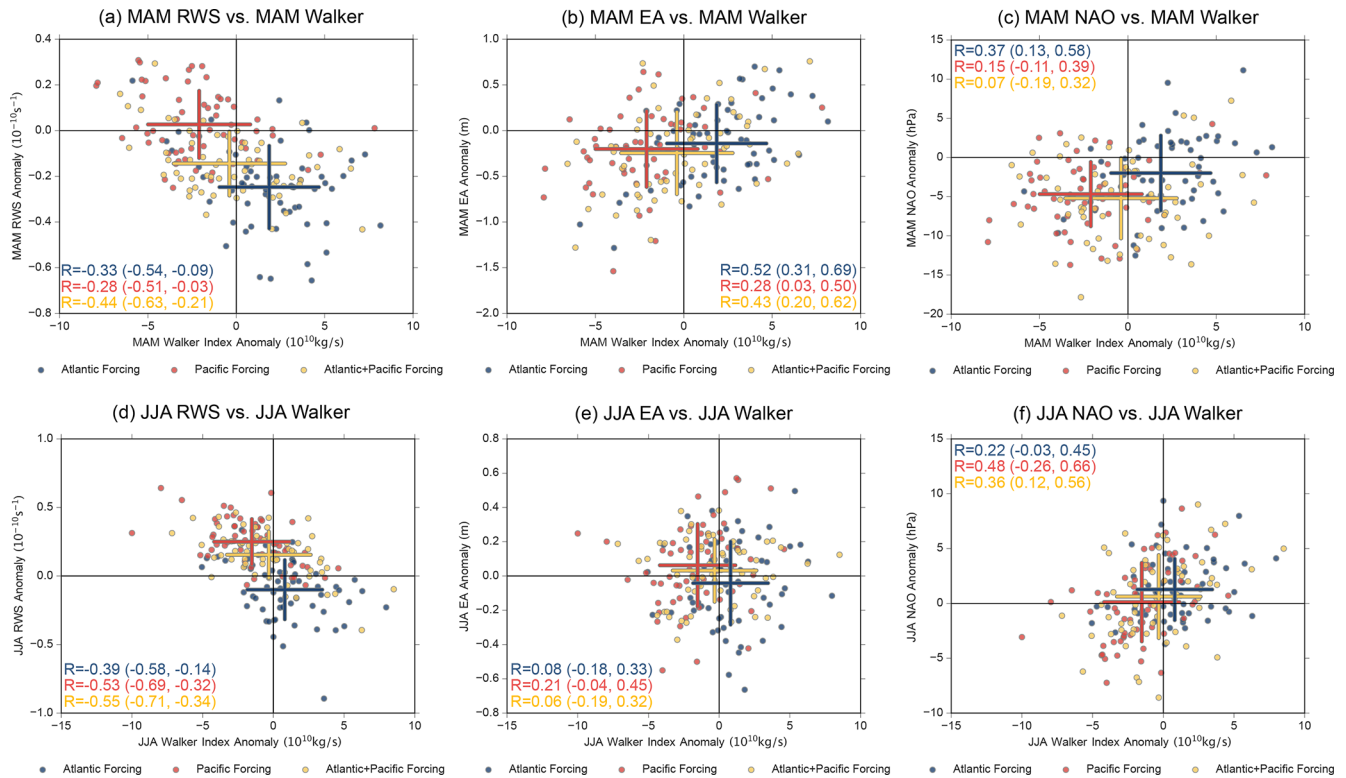 (a) MAM RWS vs. MAM Walker
MAM RWS Anomaly (10⁻¹⁰s⁻¹)
0.4
0.2
0.0
−0.2
−0.4
−0.6
−0.8
R=-0.33 (-0.54, -0.09)
R=-0.28 (-0.51, -0.03)
R=-0.44 (-0.63, -0.21)
−10 −5 0 5 10
MAM Walker Index Anomaly (10¹⁰kg/s)
Atlantic Forcing Pacific Forcing Atlantic+Pacific Forcing
(b) MAM EA vs. MAM Walker
MAM EA Anomaly (m)
1.0
0.5
0.0
−0.5
−1.0
−1.5
−2.0
R=0.52 (0.31, 0.69)
R=0.28 (0.03, 0.50)
R=0.43 (0.20, 0.62)
−10 −5 0 5 10
MAM Walker Index Anomaly (10¹⁰kg/s)
Atlantic Forcing Pacific Forcing Atlantic+Pacific Forcing
(c) MAM NAO vs. MAM Walker
MAM NAO Anomaly (hPa)
15
10
5
0
−5
−10
−15
−20
R=0.37 (0.13, 0.58)
R=0.15 (-0.11, 0.39)
R=0.07 (-0.19, 0.32)
−10 −5 0 5 10
MAM Walker Index Anomaly (10¹⁰kg/s)
Atlantic Forcing Pacific Forcing Atlantic+Pacific Forcing
(d) JJA RWS vs. JJA Walker
JJA RWS Anomaly (10⁻¹⁰s⁻¹)
1.0
0.5
0.0
−0.5
−1.0
R=-0.39 (-0.58, -0.14)
R=-0.53 (-0.69, -0.32)
R=-0.55 (-0.71, -0.34)
−15 −10 −5 0 5 10
JJA Walker Index Anomaly (10¹⁰kg/s)
Atlantic Forcing Pacific Forcing Atlantic+Pacific Forcing
(e) JJA EA vs. JJA Walker
JJA EA Anomaly (m)
0.8
0.6
0.4
0.2
0.0
−0.2
−0.4
−0.6
−0.8
R=0.08 (-0.18, 0.33)
R=0.21 (-0.04, 0.45)
R=0.06 (-0.19, 0.32)
−15 −10 −5 0 5 10
JJA Walker Index Anomaly (10¹⁰kg/s)
Atlantic Forcing Pacific Forcing Atlantic+Pacific Forcing
(f) JJA NAO vs. JJA Walker
JJA NAO Anomaly (hPa)
15
10
5
0
−5
−10
R=0.22 (-0.03, 0.45)
R=0.48 (-0.26, 0.66)
R=0.36 (0.12, 0.56)
−15 −10 −5 0 5 10
JJA Walker Index Anomaly (10¹⁰kg/s)
Atlantic Forcing Pacific Forcing Atlantic+Pacific Forcing